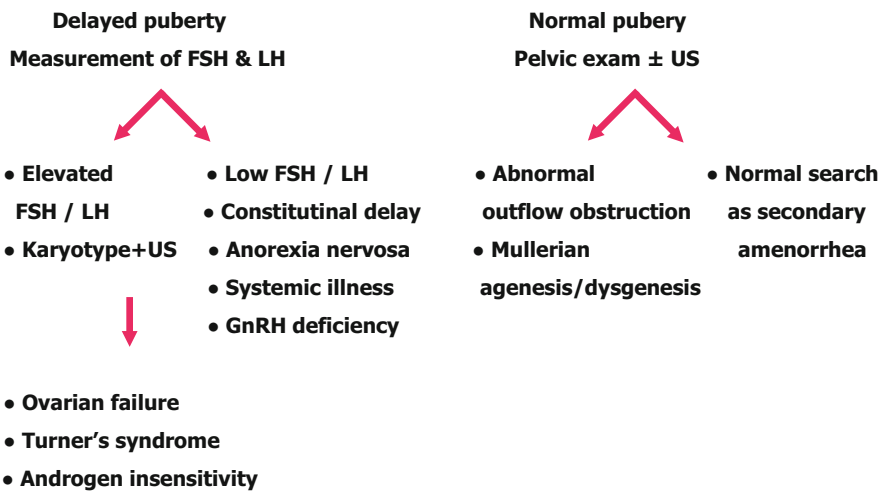 Delayed puberty
Measurement of FSH & LH
● Elevated
FSH / LH
● Karyotype+US
● Low FSH / LH
● Constitutinal delay
● Anorexia nervosa
● Systemic illness
● GnRH deficiency
● Ovarian failure
● Turner's syndrome
● Androgen insensitivity
Normal pubery
Pelvic exam ± US
● Abnormal
outflow obstruction
● Mullerian
agenesis/dysgenesis
● Normal search
as secondary
amenorrhea